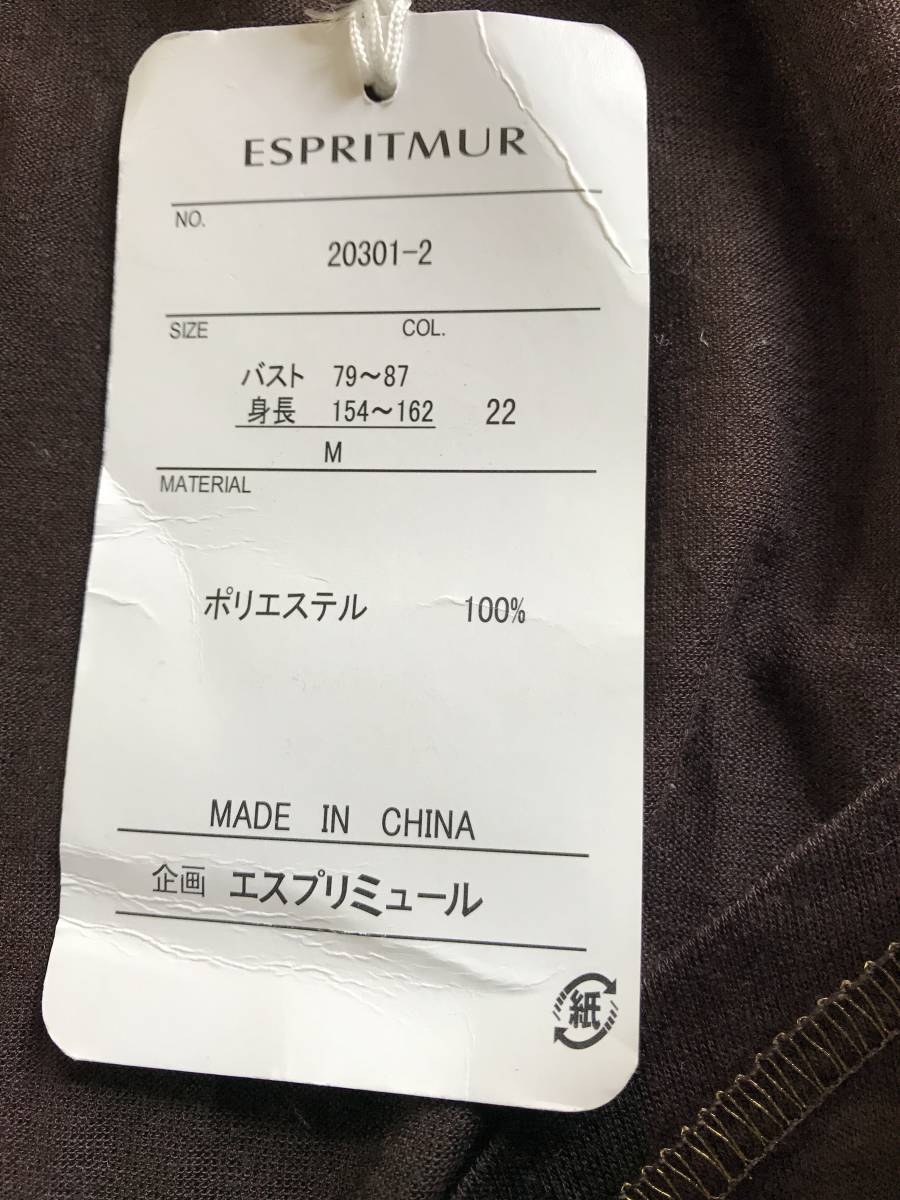 ESPRITMUR
NO.
20301-2
SIZE COL.
バスト 79～87
身長 154～162 22
M
MATERIAL
ポリエステル 100%
MADE IN CHINA
企画 エスプリミュール
紙